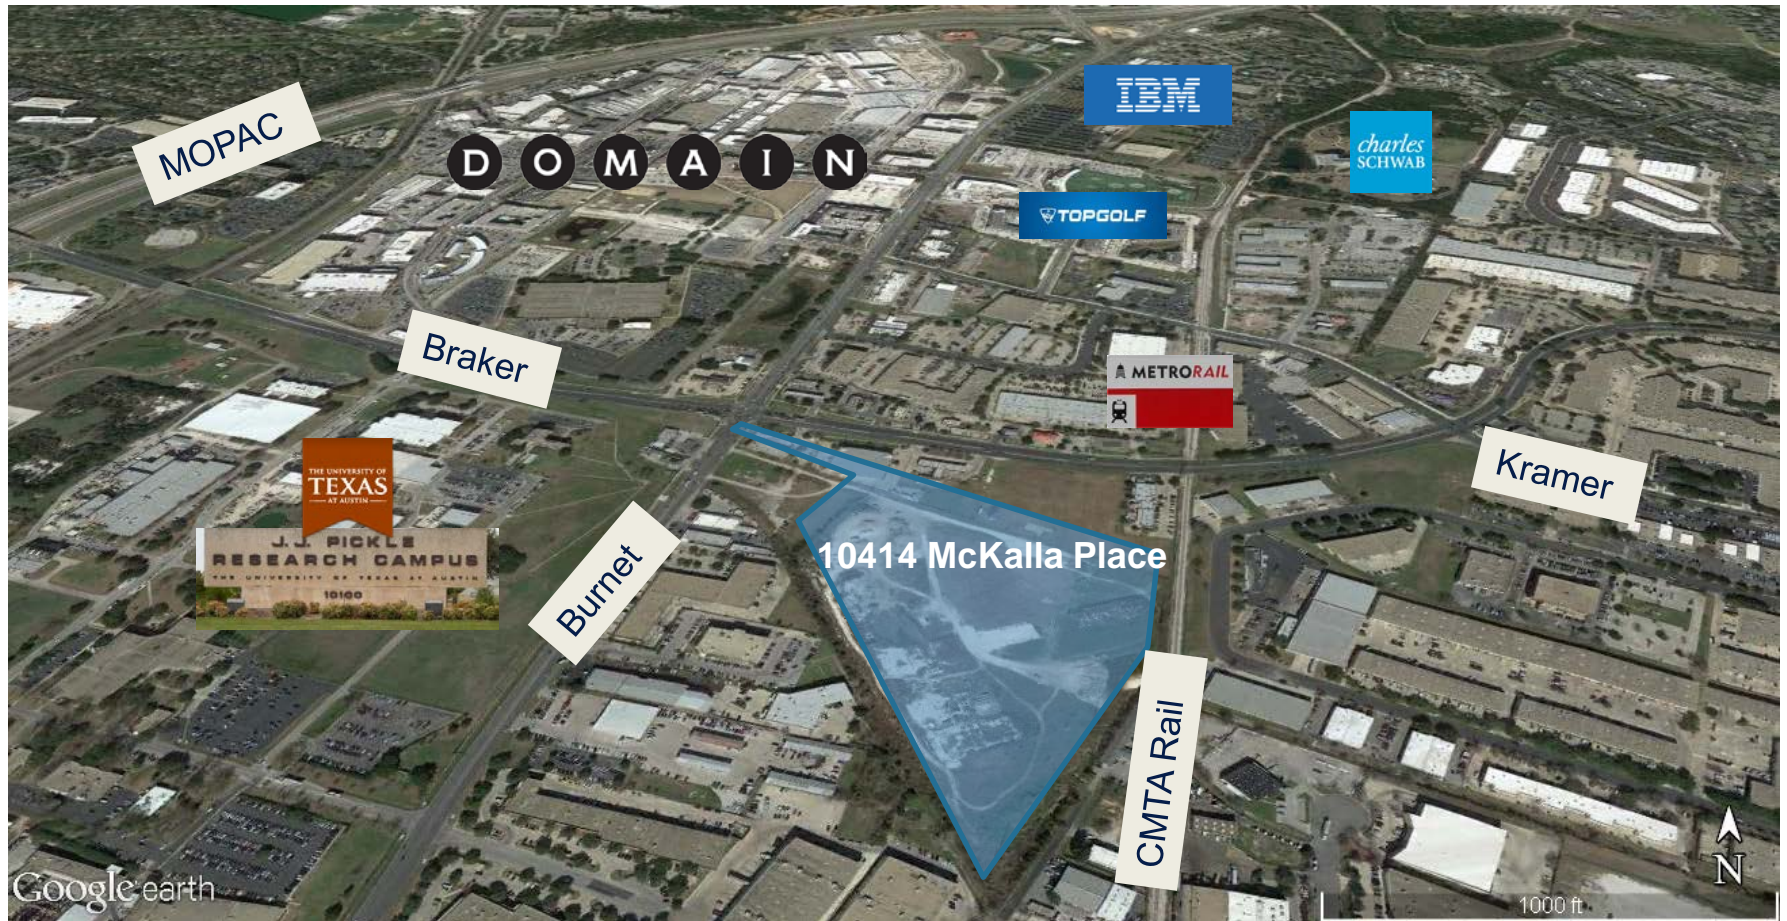 MOPAC
DOMAIN
IBM
charles
SCHWAB
TOPGOLF
Braker
METRORAIL
Kramer
THE UNIVERSITY OF
TEXAS
AT AUSTIN
J.J. PICKLE
RESEARCH CAMPUS
THE UNIVERSITY OF TEXAS AT AUSTIN
10100
10414 McKalla Place
Burnet
CMTA Rail
N
Google earth
1000 ft